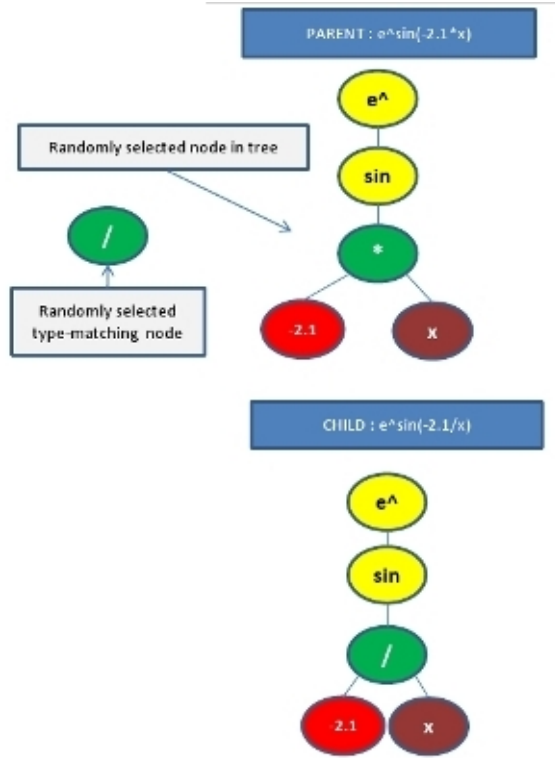 PARENT : e^sin(-2.1*x)
e^
Randomly selected node in tree
sin
/
*
Randomly selected
type-matching node
-2.1
x
CHILD : e^sin(-2.1/x)
e^
sin
/
-2.1
x